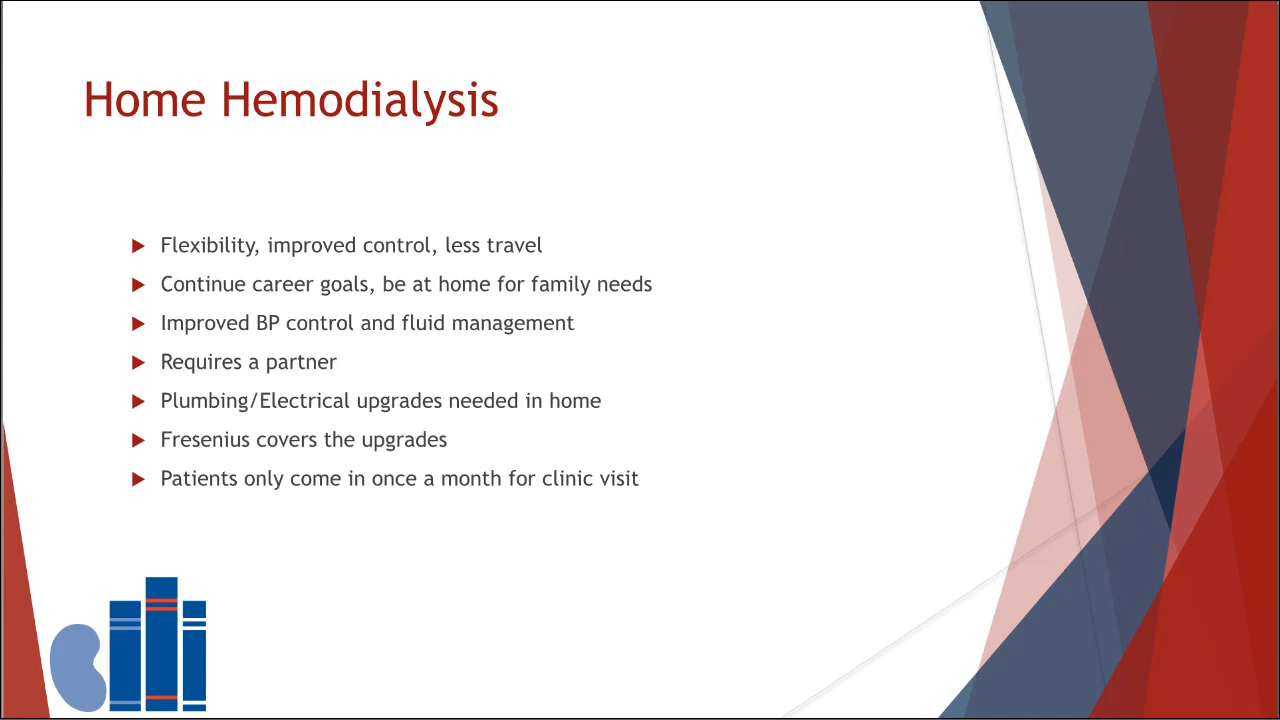 Home Hemodialysis
Flexibility, improved control, less travel
Continue career goals, be at home for family needs
Improved BP control and fluid management
Requires a partner
Plumbing/Electrical upgrades needed in home
Fresenius covers the upgrades
Patients only come in once a month for clinic visit